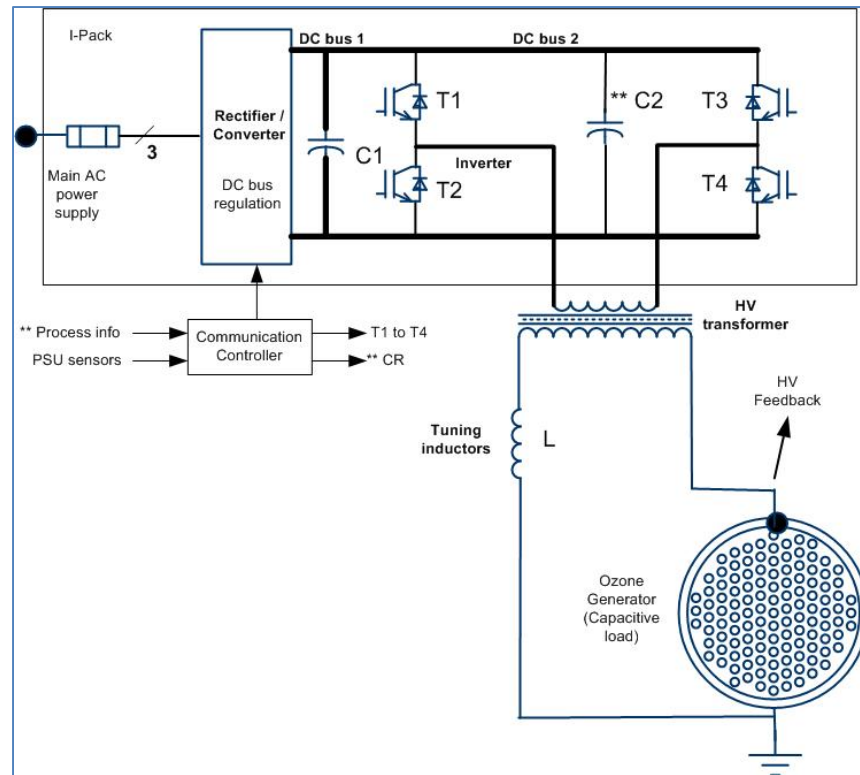 I-Pack
DC bus 1
DC bus 2
Rectifier /
Converter
DC bus
regulation
Main AC
power
supply
3
C1
T1
T2
Inverter
** C2
T3
T4
** Process info
PSU sensors
Communication
Controller
T1 to T4
** CR
HV
transformer
HV
Feedback
Tuning
inductors
L
Ozone
Generator
(Capacitive
load)